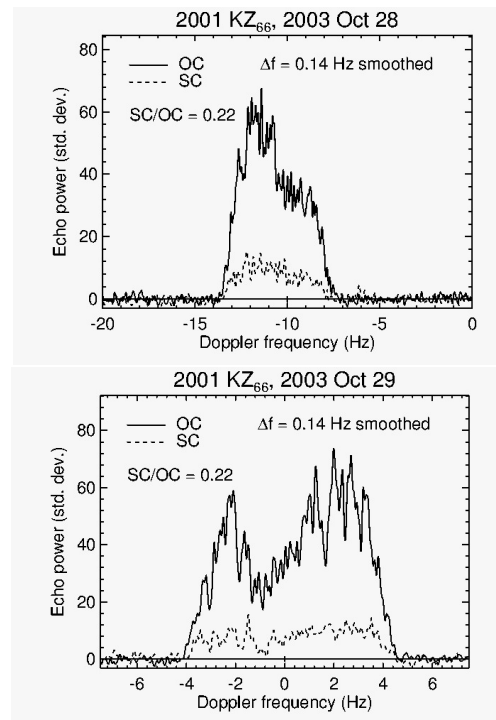 2001 KZ66, 2003 Oct 28
80
60
40
20
0
OC
SC
Δf = 0.14 Hz smoothed
SC/OC = 0.22
Echo power (std. dev.)
-20 -15 -10 -5 0
Doppler frequency (Hz)
2001 KZ66, 2003 Oct 29
80
60
40
20
0
OC
SC
Δf = 0.14 Hz smoothed
SC/OC = 0.22
Echo power (std. dev.)
-6 -4 -2 0 2 4 6
Doppler frequency (Hz)